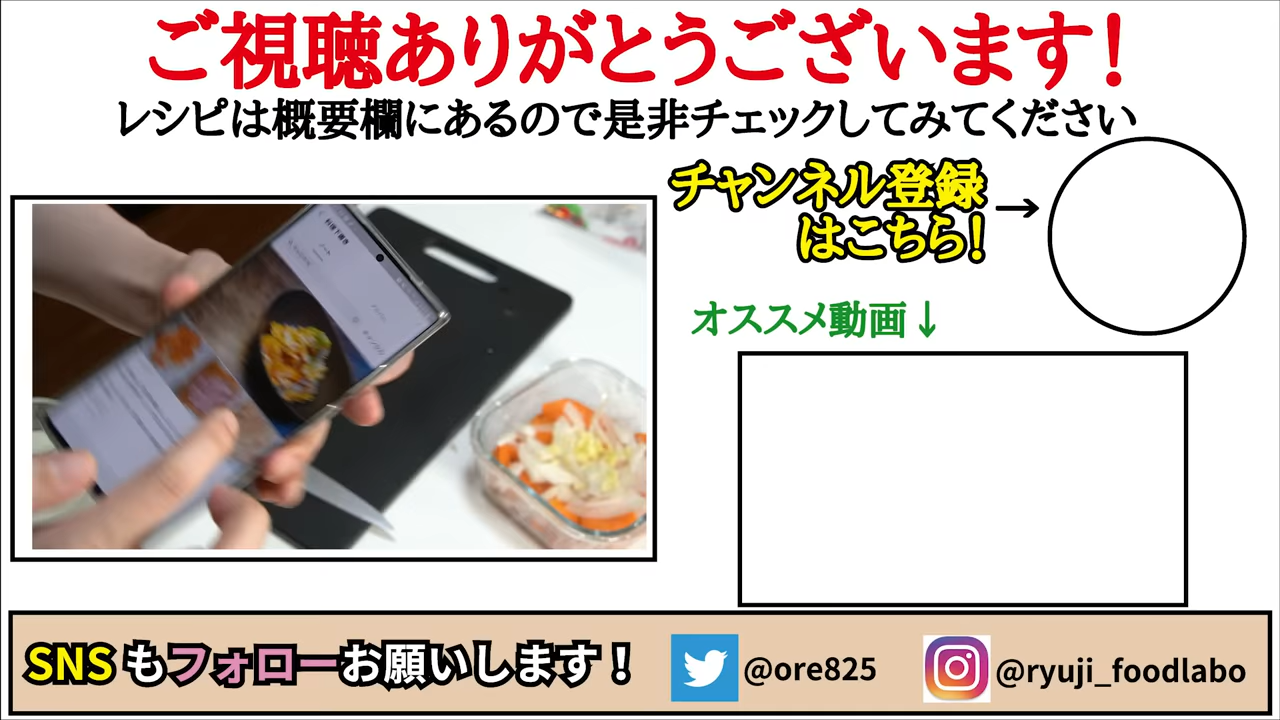 ご視聴ありがとうございます!
レシピは概要欄にあるので是非チェックしてみてください
チャンネル登録
はこちら!
→
オススメ動画↓
SNSもフォローお願いします!
@ore825
@ryuji_foodlabo